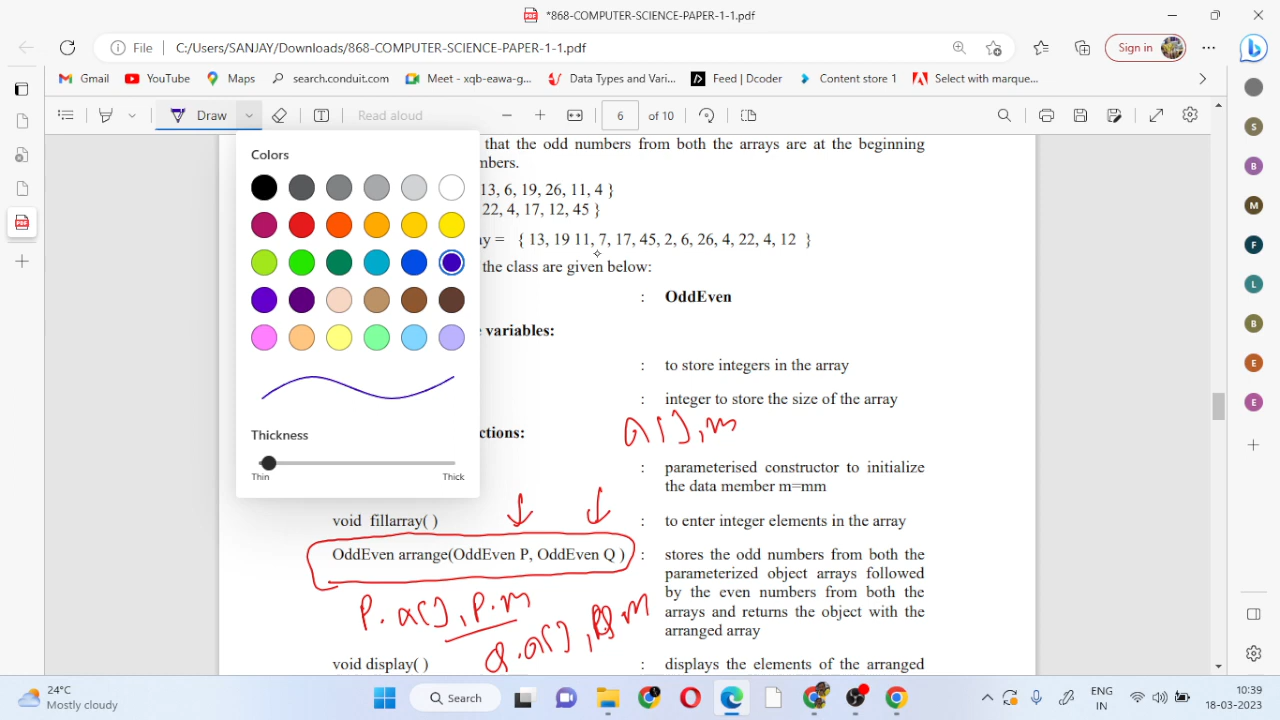 *868-COMPUTER-SCIENCE-PAPER-1-1.pdf
File C:/Users/SANJAY/Downloads/868-COMPUTER-SCIENCE-PAPER-1-1.pdf
Sign in
Gmail YouTube Maps search.conduit.com Meet - xqb-eawa-g... Data Types and Vari... Feed | Dcoder Content store 1 Select with marque...
Draw Read aloud 6 of 10
Colors
Thickness
Thin Thick
that the odd numbers from both the arrays are at the beginning
mbers.
13, 6, 19, 26, 11, 4 }
22, 4, 17, 12, 45 }
ay = { 13, 19 11, 7, 17, 45, 2, 6, 26, 4, 22, 4, 12 }
the class are given below:
: OddEven
e variables:
: to store integers in the array
: integer to store the size of the array
a[], m
ctions:
: parameterised constructor to initialize
the data member m=mm
void fillarray( ) : to enter integer elements in the array
OddEven arrange(OddEven P, OddEven Q ) : stores the odd numbers from both the
parameterized object arrays followed
by the even numbers from both the
arrays and returns the object with the
arranged array
P.a[], P.m
Q.a[],
void display( ) : displays the elements of the arranged
S
B
M
F
L
B
E
E
24°C
Mostly cloudy
Search
ENG
IN
10:39
18-03-2023